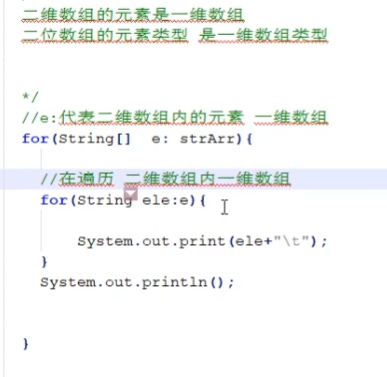 二维数组的元素是一维数组
二位数组的元素类型 是一维数组类型
*/
//e:代表二维数组内的元素 一维数组
for(String[]  e: strArr){
//在遍历 二维数组内一维数组
for(String ele:e){
System.out.print(ele+"\t");
}
System.out.println();
}